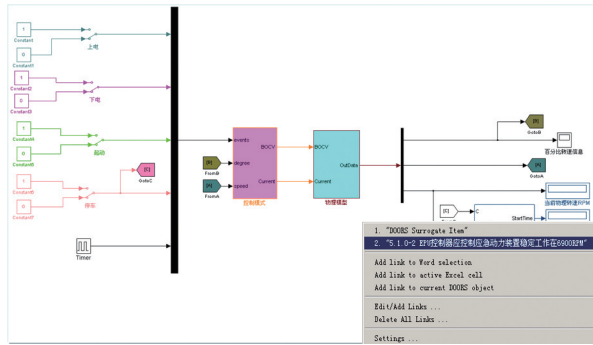 1
Constant
0
Constant1
上电
1
Constant2
0
Constant3
下电
1
Constant4
0
Constant5
起动
1
Constant6
0
Constant7
停车
[C]
GotoC
Timer
[B]
FromB
[A]
FromA
events
degree
speed
BOCV
Current
控制模式
BOCV
Current
OutData
物理模型
[B]
GotoB
百分比转速信息
[A]
GotoA
当前物理转速RPM
[C]
C
StartTime
1. "DOORS Surrogate Item"
2. "5.1.0-2 EPU控制器应控制应急动力装置稳定工作在6900RPM"
Add link to Word selection
Add link to active Excel cell
Add link to current DOORS object
Edit/Add Links ...
Delete All Links ...
Settings ...